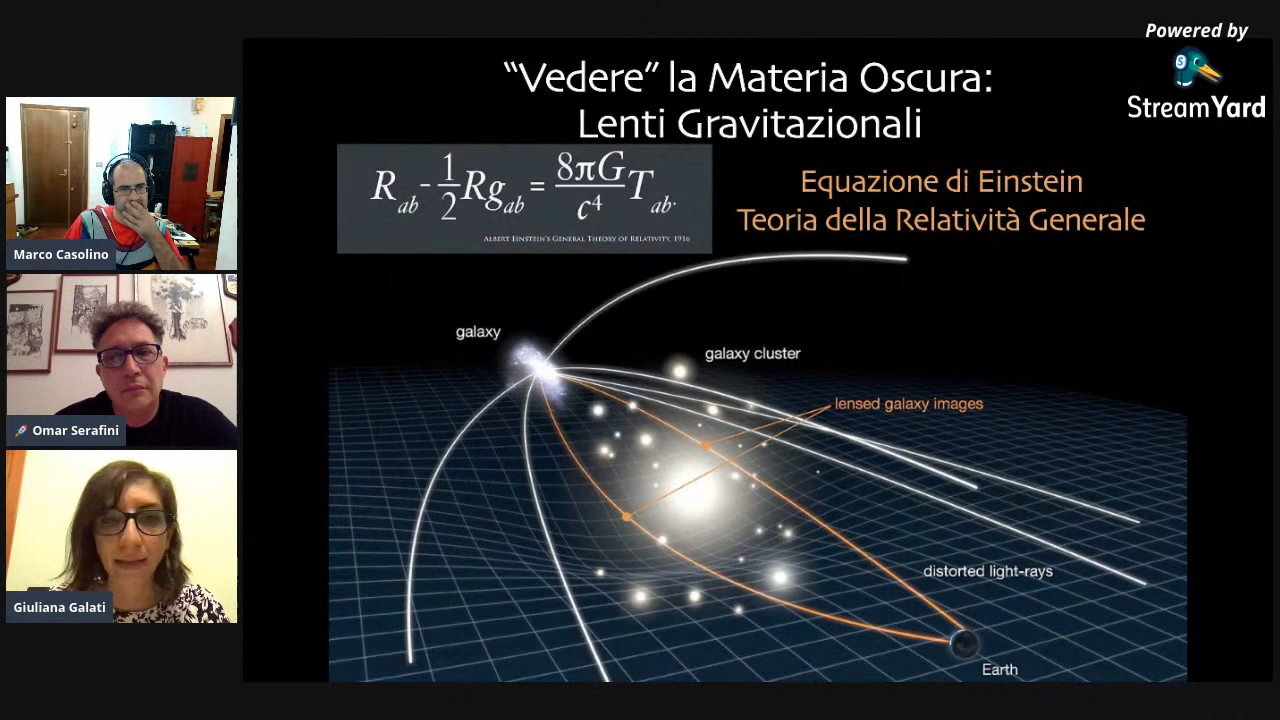 Powered by
StreamYard
"Vedere" la Materia Oscura:
Lenti Gravitazionali
R_ab - 1/2 Rg_ab = 8πG/c⁴ T_ab.
ALBERT EINSTEIN'S GENERAL THEORY OF RELATIVITY, 1916
Equazione di Einstein
Teoria della Relatività Generale
galaxy
galaxy cluster
lensed galaxy images
distorted light-rays
Earth
Marco Casolino
🚀 Omar Serafini
Giuliana Galati